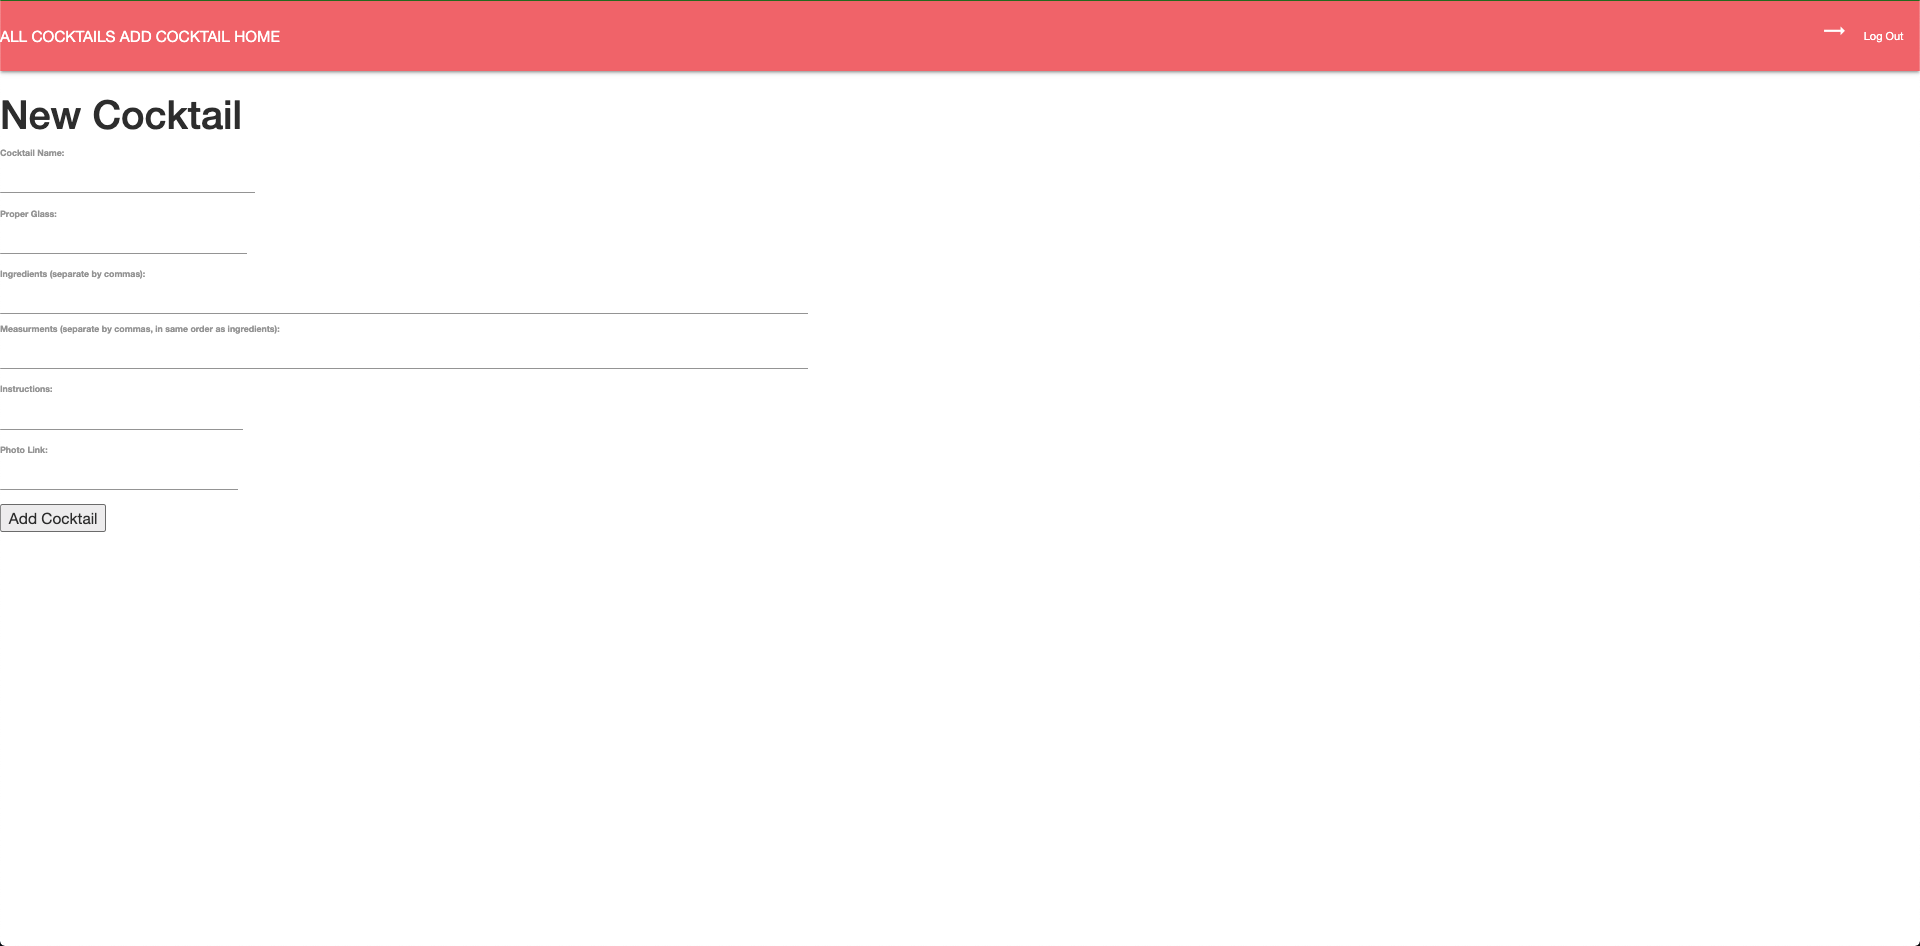 ALL COCKTAILS ADD COCKTAIL HOME
Log Out
New Cocktail
Cocktail Name:
Proper Glass:
Ingredients (separate by commas):
Measurments (separate by commas, in same order as ingredients):
Instructions:
Photo Link:
Add Cocktail